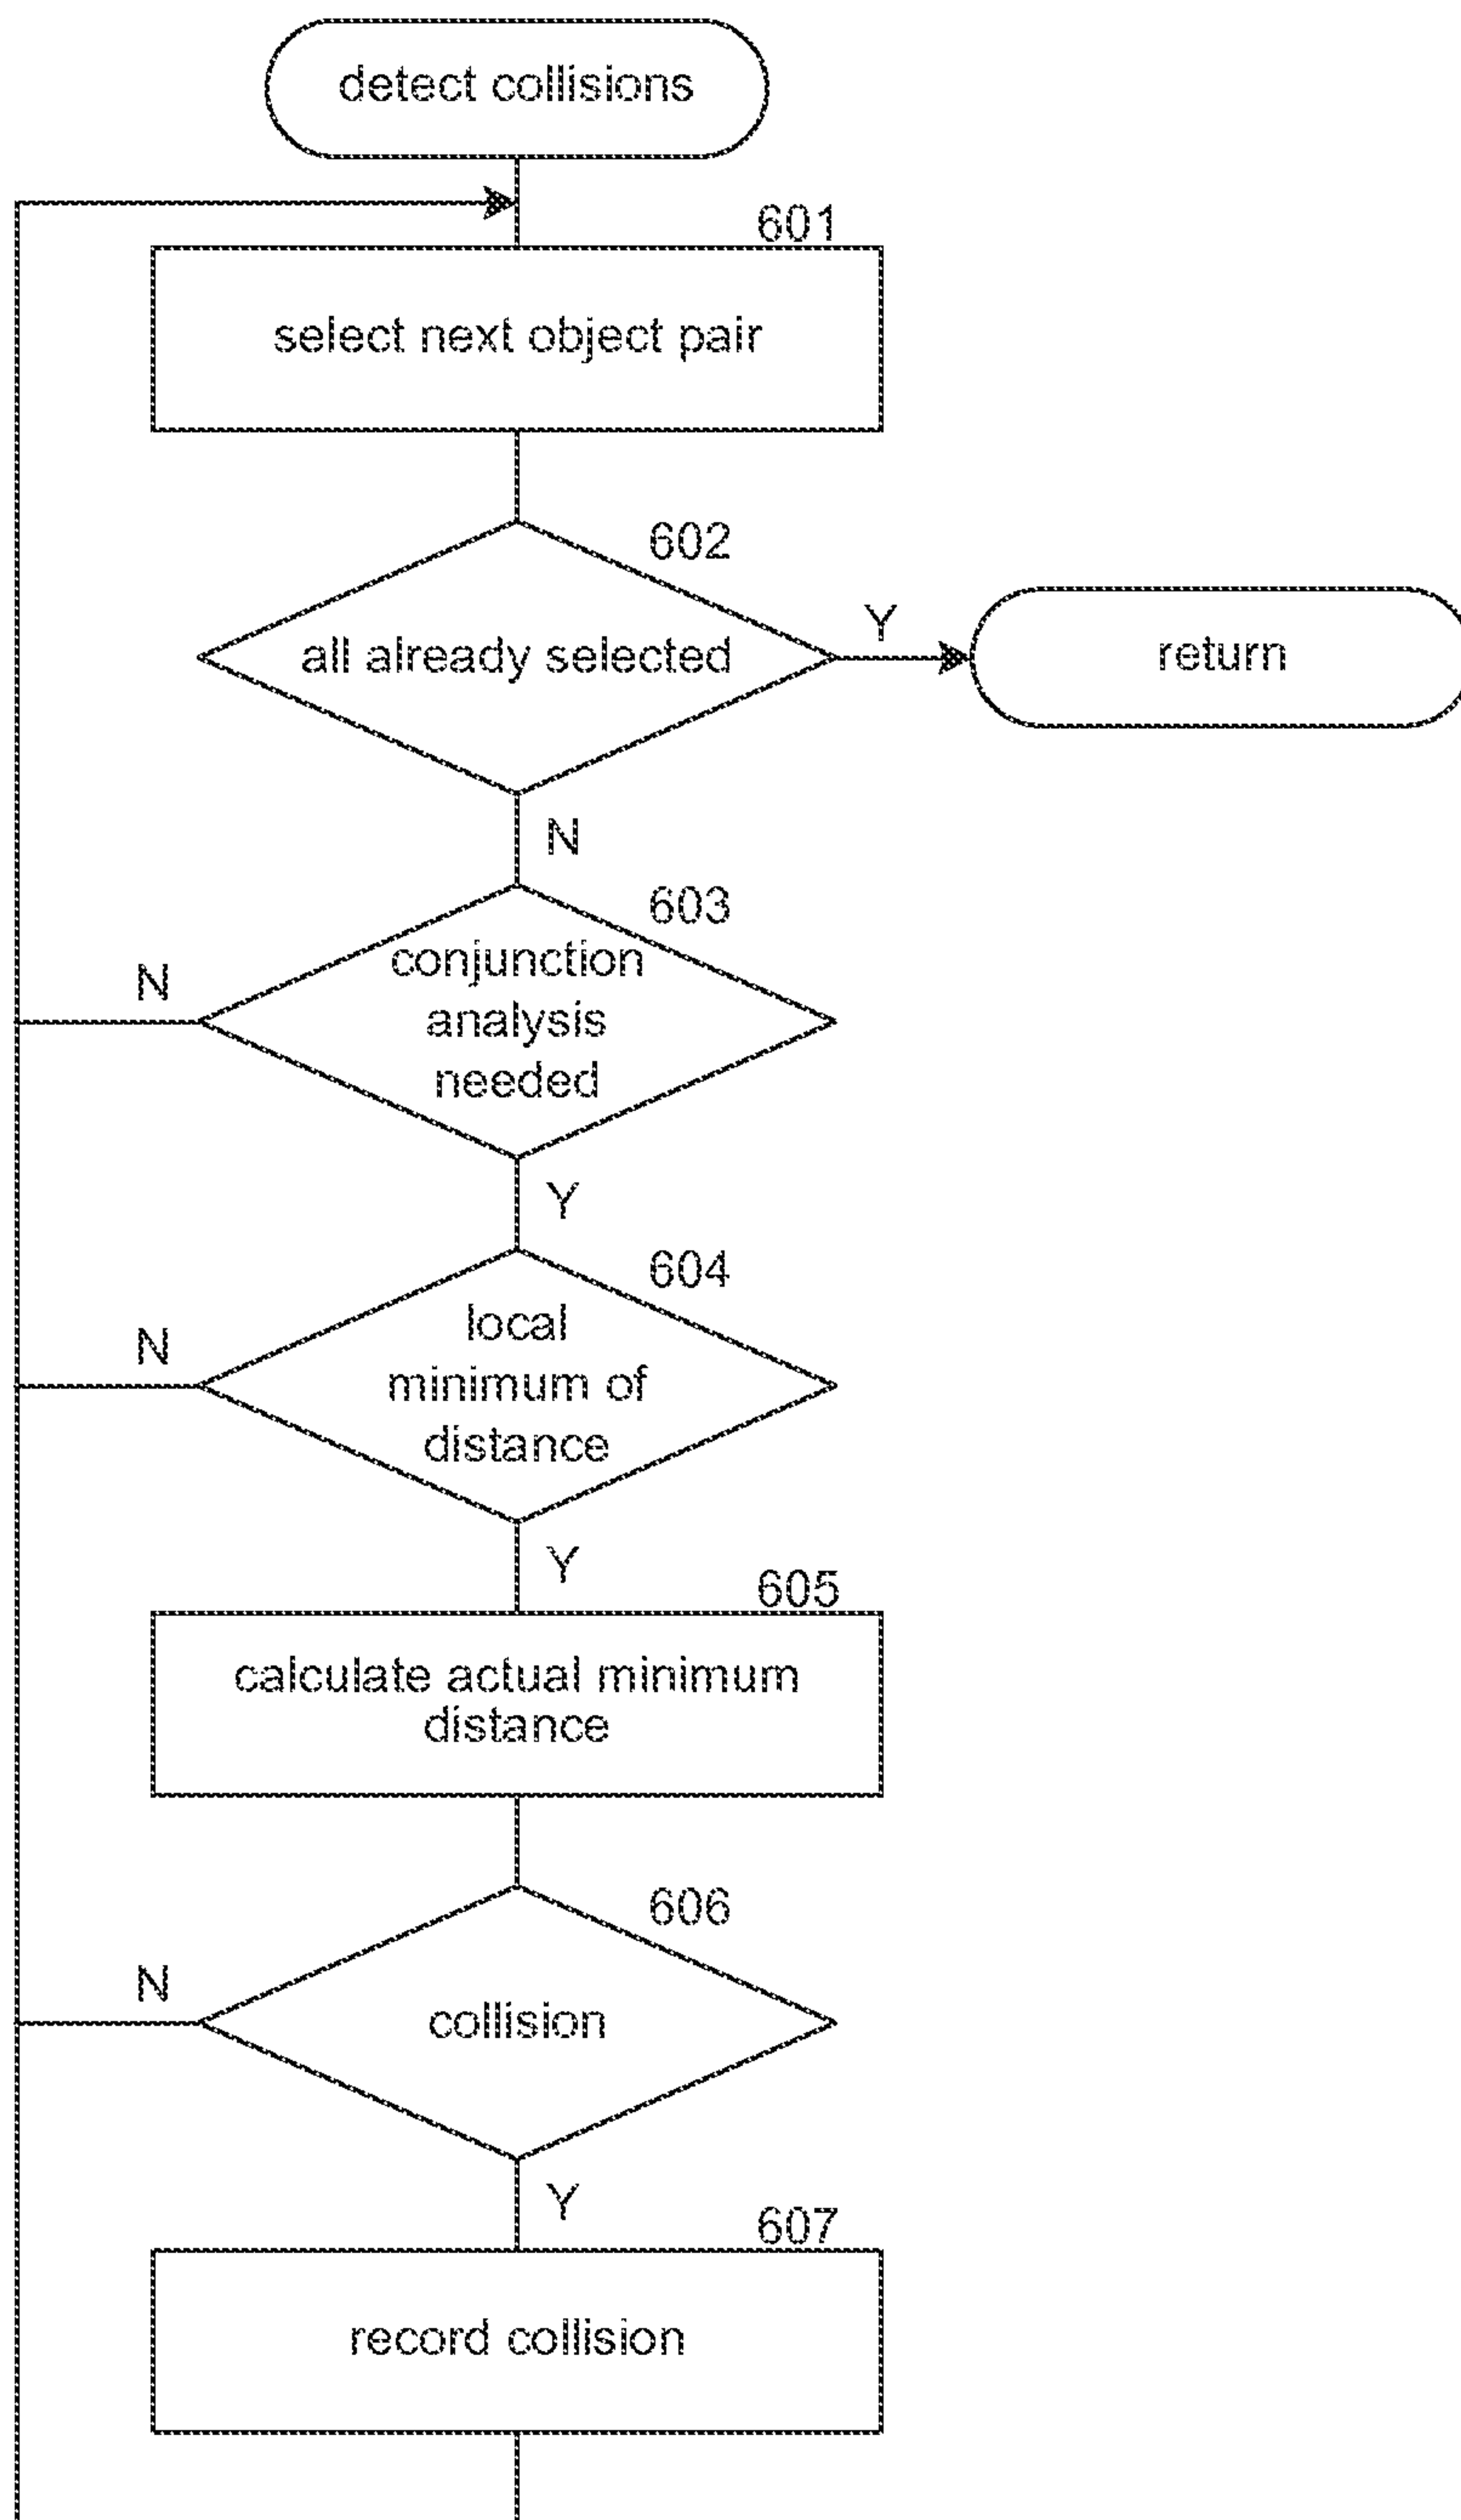 detect collisions
601
select next object pair
602
all already selected
Y
return
N
603
conjunction
analysis
needed
N
Y
604
local
minimum of
distance
N
Y
605
calculate actual minimum
distance
606
collision
N
Y
607
record collision